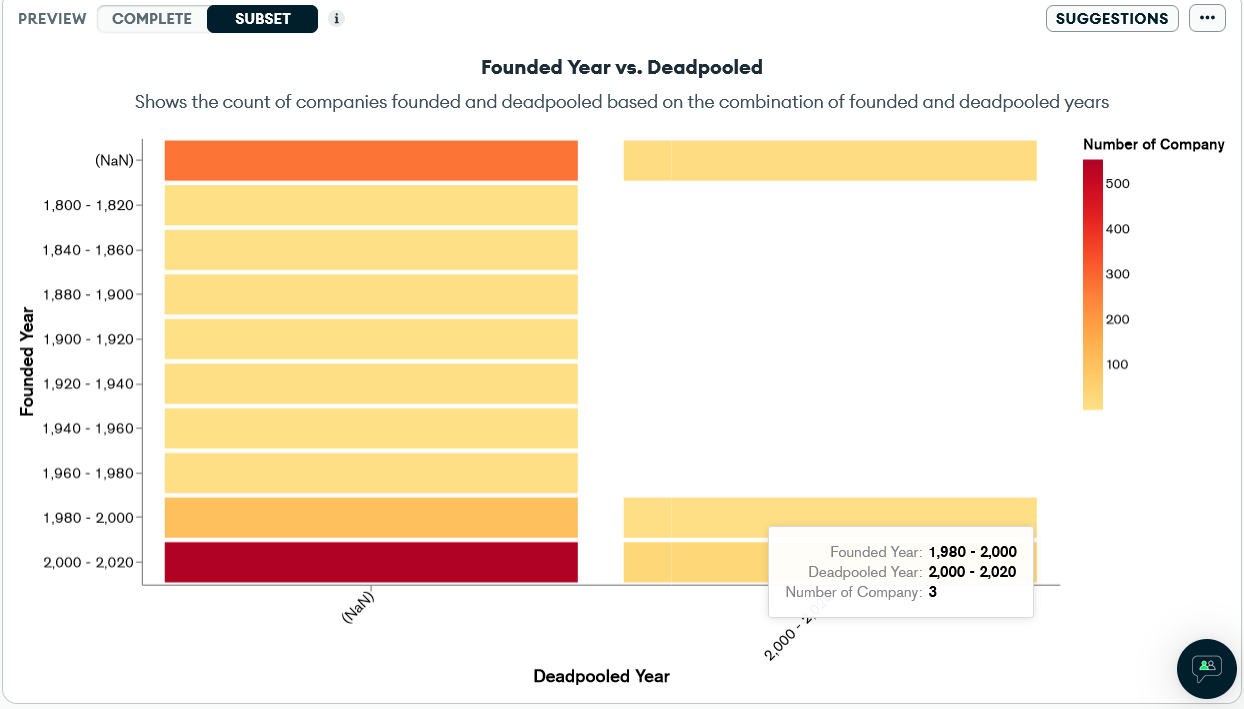 PREVIEW COMPLETE SUBSET i SUGGESTIONS ...
Founded Year vs. Deadpooled
Shows the count of companies founded and deadpooled based on the combination of founded and deadpooled years
Number of Company
500
400
300
200
100
Founded Year
(NaN)
1,800 - 1,820
1,840 - 1,860
1,880 - 1,900
1,900 - 1,920
1,920 - 1,940
1,940 - 1,960
1,960 - 1,980
1,980 - 2,000
2,000 - 2,020
Founded Year: 1,980 - 2,000
Deadpooled Year: 2,000 - 2,020
Number of Company: 3
(NaN)
2,000 - 2,020
Deadpooled Year